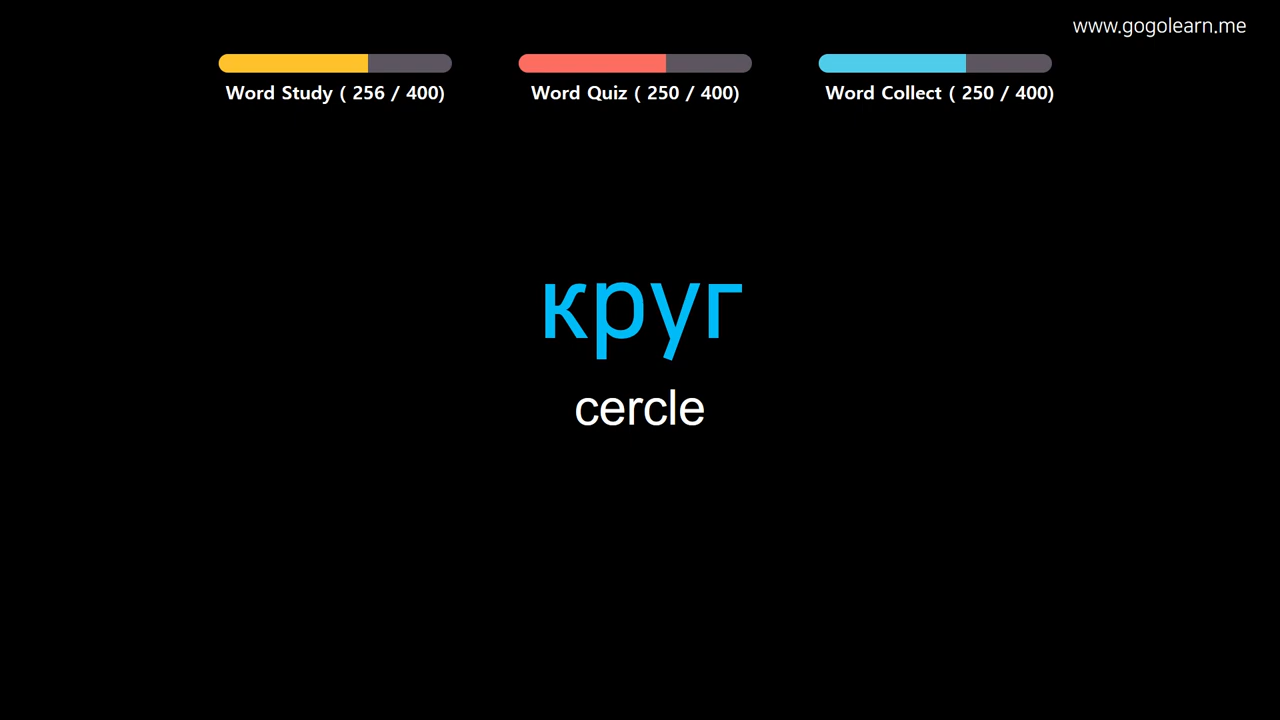 www.gogolearn.me
Word Study ( 256 / 400)
Word Quiz ( 250 / 400)
Word Collect ( 250 / 400)
круг
cercle